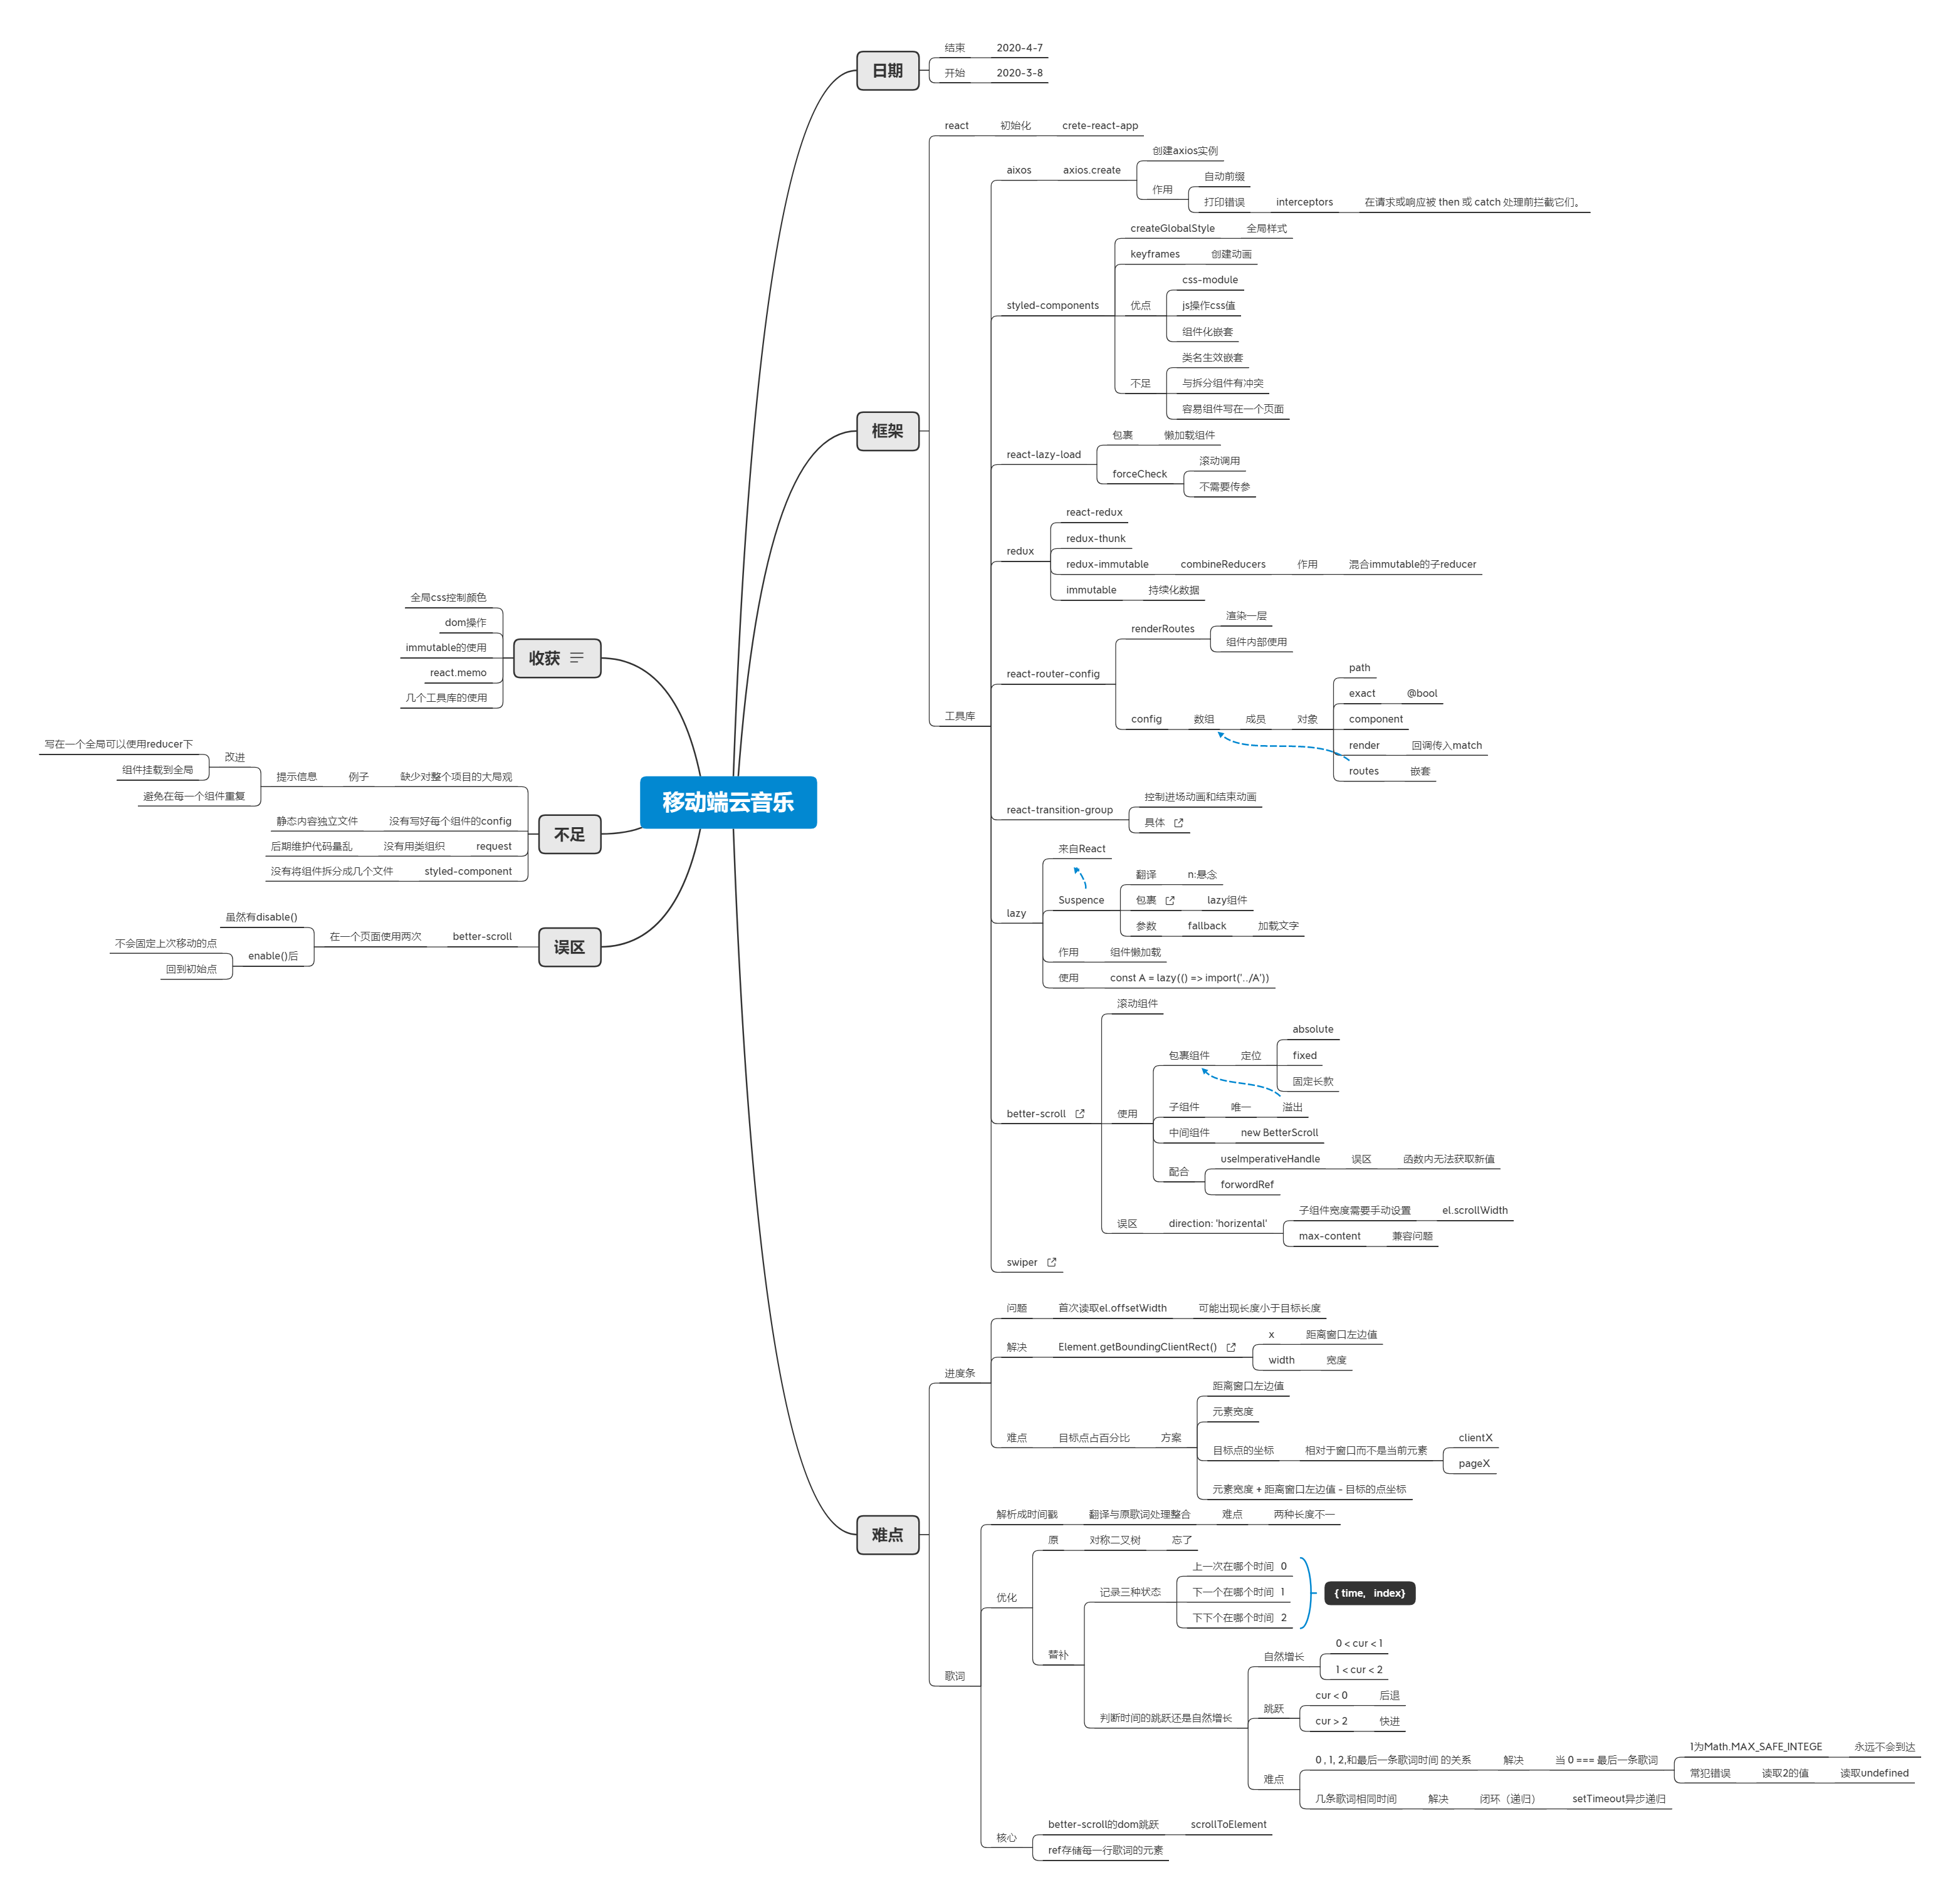 移动端云音乐
日期
结束 2020-4-7
开始 2020-3-8
框架
react 初始化 crete-react-app
工具库
aixos axios.create
创建axios实例
作用
自动前缀
打印错误 interceptors 在请求或响应被 then 或 catch 处理前拦截它们。
styled-components
createGlobalStyle 全局样式
keyframes 创建动画
优点
css-module
js操作css值
组件化嵌套
不足
类名生效嵌套
与拆分组件有冲突
容易组件写在一个页面
react-lazy-load
包裹 懒加载组件
forceCheck
滚动调用
不需要传参
redux
react-redux
redux-thunk
redux-immutable combineReducers 作用 混合immutable的子reducer
immutable 持续化数据
react-router-config
renderRoutes
渲染一层
组件内部使用
config 数组 成员 对象
path
exact @bool
component
render 回调传入match
routes 嵌套
react-transition-group
控制进场动画和结束动画
具体
lazy
来自React
Suspence
翻译 n:悬念
包裹 lazy组件
参数 fallback 加载文字
作用 组件懒加载
使用 const A = lazy(() => import('../A'))
better-scroll
滚动组件
使用
包裹组件 定位
absolute
fixed
固定长款
子组件 唯一 溢出
中间组件 new BetterScroll
配合
useImperativeHandle 误区 函数内无法获取新值
forwordRef
误区 direction: 'horizental'
子组件宽度需要手动设置 el.scrollWidth
max-content 兼容问题
swiper
难点
进度条
问题 首次读取el.offsetWidth 可能出现长度小于目标长度
解决 Element.getBoundingClientRect()
x 距离窗口左边值
width 宽度
难点 目标点占百分比 方案
距离窗口左边值
元素宽度
目标点的坐标 相对于窗口而不是当前元素
clientX
pageX
元素宽度 + 距离窗口左边值 - 目标的点坐标
歌词
解析成时间戳 翻译与原歌词处理整合 难点 两种长度不一
优化
原 对称二叉树 忘了
替补
记录三种状态
上一次在哪个时间 0
下一个在哪个时间 1
下下个在哪个时间 2
{ time, index}
判断时间的跳跃还是自然增长
自然增长
0 < cur < 1
1 < cur < 2
跳跃
cur < 0 后退
cur > 2 快进
难点
0 , 1, 2,和最后一条歌词时间 的关系 解决 当 0 === 最后一条歌词
1为Math.MAX_SAFE_INTEGE 永远不会到达
常犯错误 读取2的值 读取undefined
几条歌词相同时间 解决 闭环（递归） setTimeout异步递归
核心
better-scroll的dom跳跃 scrollToElement
ref存储每一行歌词的元素
收获
全局css控制颜色
dom操作
immutable的使用
react.memo
几个工具库的使用
不足
缺少对整个项目的大局观 例子 提示信息
改进
写在一个全局可以使用reducer下
组件挂载到全局
避免在每一个组件重复
没有写好每个组件的config 静态内容独立文件
request 没有用类组织 后期维护代码量乱
styled-component 没有将组件拆分成几个文件
误区
better-scroll 在一个页面使用两次
虽然有disable()
enable()后
不会固定上次移动的点
回到初始点